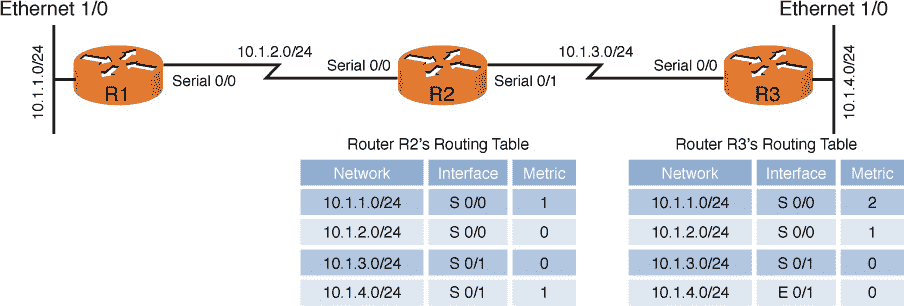 Ethernet 1/0
Ethernet 1/0
10.1.1.0/24
R1
Serial 0/0
10.1.2.0/24
Serial 0/0
R2
Serial 0/1
10.1.3.0/24
Serial 0/0
R3
10.1.4.0/24
Router R2's Routing Table
Network Interface Metric
10.1.1.0/24 S 0/0 1
10.1.2.0/24 S 0/0 0
10.1.3.0/24 S 0/1 0
10.1.4.0/24 S 0/1 1
Router R3's Routing Table
Network Interface Metric
10.1.1.0/24 S 0/0 2
10.1.2.0/24 S 0/0 1
10.1.3.0/24 S 0/1 0
10.1.4.0/24 E 0/1 0